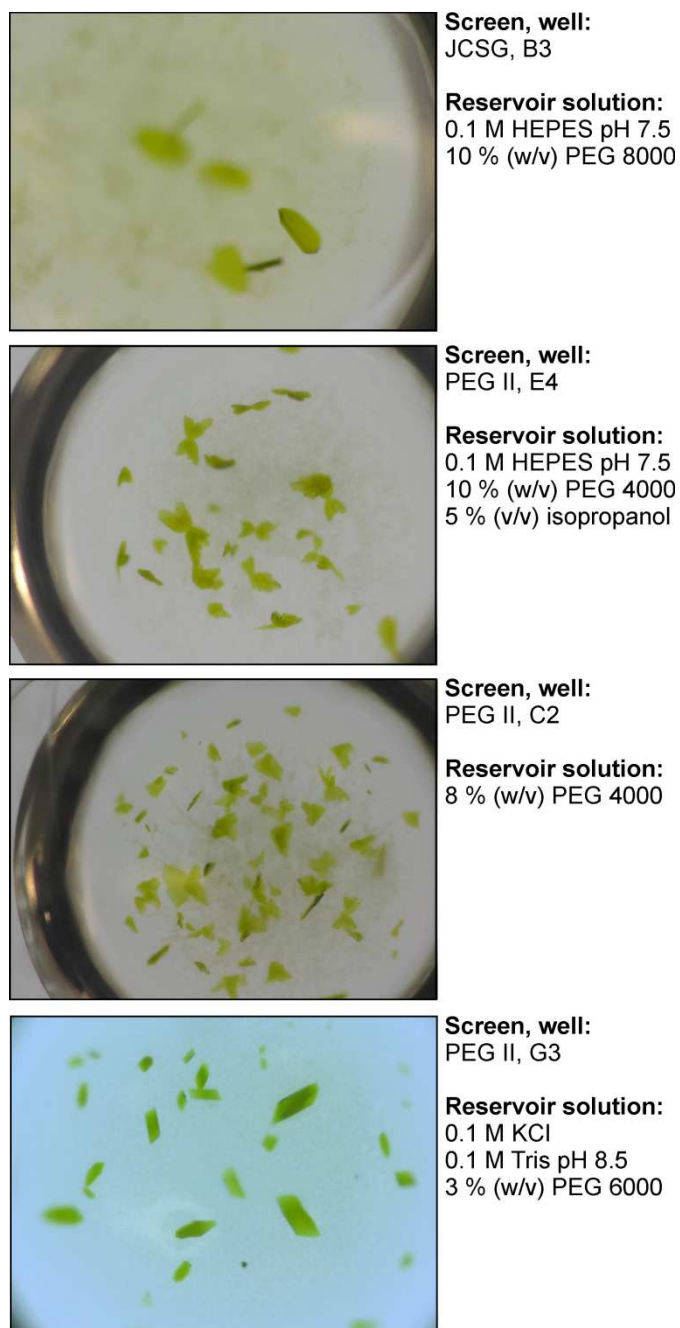 Screen, well:
JCSG, B3
Reservoir solution:
0.1 M HEPES pH 7.5
10 % (w/v) PEG 8000
Screen, well:
PEG II, E4
Reservoir solution:
0.1 M HEPES pH 7.5
10 % (w/v) PEG 4000
5 % (v/v) isopropanol
Screen, well:
PEG II, C2
Reservoir solution:
8 % (w/v) PEG 4000
Screen, well:
PEG II, G3
Reservoir solution:
0.1 M KCl
0.1 M Tris pH 8.5
3 % (w/v) PEG 6000